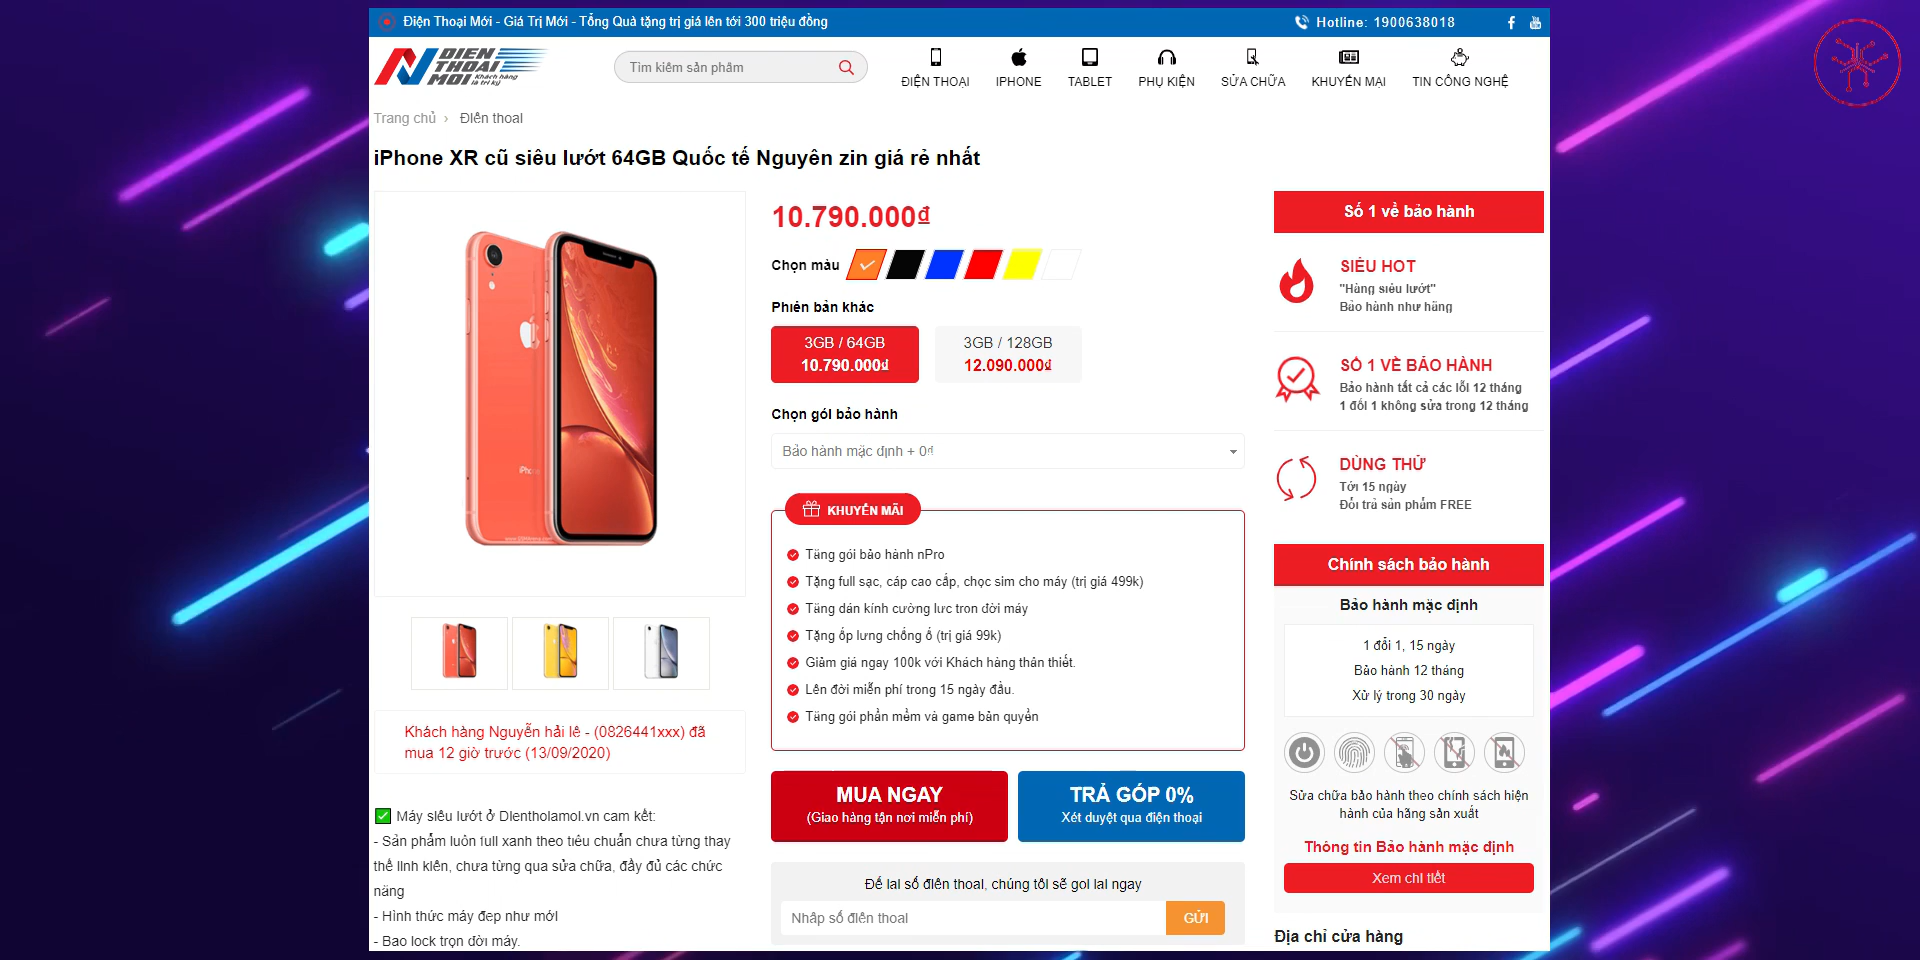 Điện Thoại Mới - Giá Trị Mới - Tổng Quà tặng trị giá lên tới 300 triệu đồng
Hotline: 1900638018
DIEN
THOAI
MOI
Khách hàng
là tri kỷ
Tìm kiếm sản phẩm
ĐIỆN THOẠI
IPHONE
TABLET
PHỤ KIỆN
SỬA CHỮA
KHUYẾN MẠI
TIN CÔNG NGHỆ
Trang chủ › Điện thoại
iPhone XR cũ siêu lướt 64GB Quốc tế Nguyên zin giá rẻ nhất
10.790.000₫
Chọn màu
Phiên bản khác
3GB / 64GB
10.790.000₫
3GB / 128GB
12.090.000₫
Chọn gói bảo hành
Bảo hành mặc định + 0₫
KHUYẾN MÃI
Tặng gói bảo hành nPro
Tặng full sạc, cáp cao cấp, chọc sim cho máy (trị giá 499k)
Tặng dán kính cường lực trọn đời máy
Tặng ốp lưng chống ố (trị giá 99k)
Giảm giá ngay 100k với Khách hàng thân thiết.
Lên đời miễn phí trong 15 ngày đầu.
Tặng gói phần mềm và game bản quyền
MUA NGAY
(Giao hàng tận nơi miễn phí)
TRẢ GÓP 0%
Xét duyệt qua điện thoại
Để lại số điện thoại, chúng tôi sẽ gọi lại ngay
Nhập số điện thoại
GỬI
Khách hàng Nguyễn hải lê - (0826441xxx) đã
mua 12 giờ trước (13/09/2020)
Máy siêu lướt ở Dienthoaimoi.vn cam kết:
- Sản phẩm luôn full xanh theo tiêu chuẩn chưa từng thay
thế linh kiện, chưa từng qua sửa chữa, đầy đủ các chức
năng
- Hình thức máy đẹp như mới
- Bao lock trọn đời máy.
Số 1 về bảo hành
SIÊU HOT
"Hàng siêu lướt"
Bảo hành như hãng
SỐ 1 VỀ BẢO HÀNH
Bảo hành tất cả các lỗi 12 tháng
1 đổi 1 không sửa trong 12 tháng
DÙNG THỬ
Tới 15 ngày
Đổi trả sản phẩm FREE
Chính sách bảo hành
Bảo hành mặc định
1 đổi 1, 15 ngày
Bảo hành 12 tháng
Xử lý trong 30 ngày
Sửa chữa bảo hành theo chính sách hiện
hành của hãng sản xuất
Thông tin Bảo hành mặc định
Xem chi tiết
Địa chỉ cửa hàng